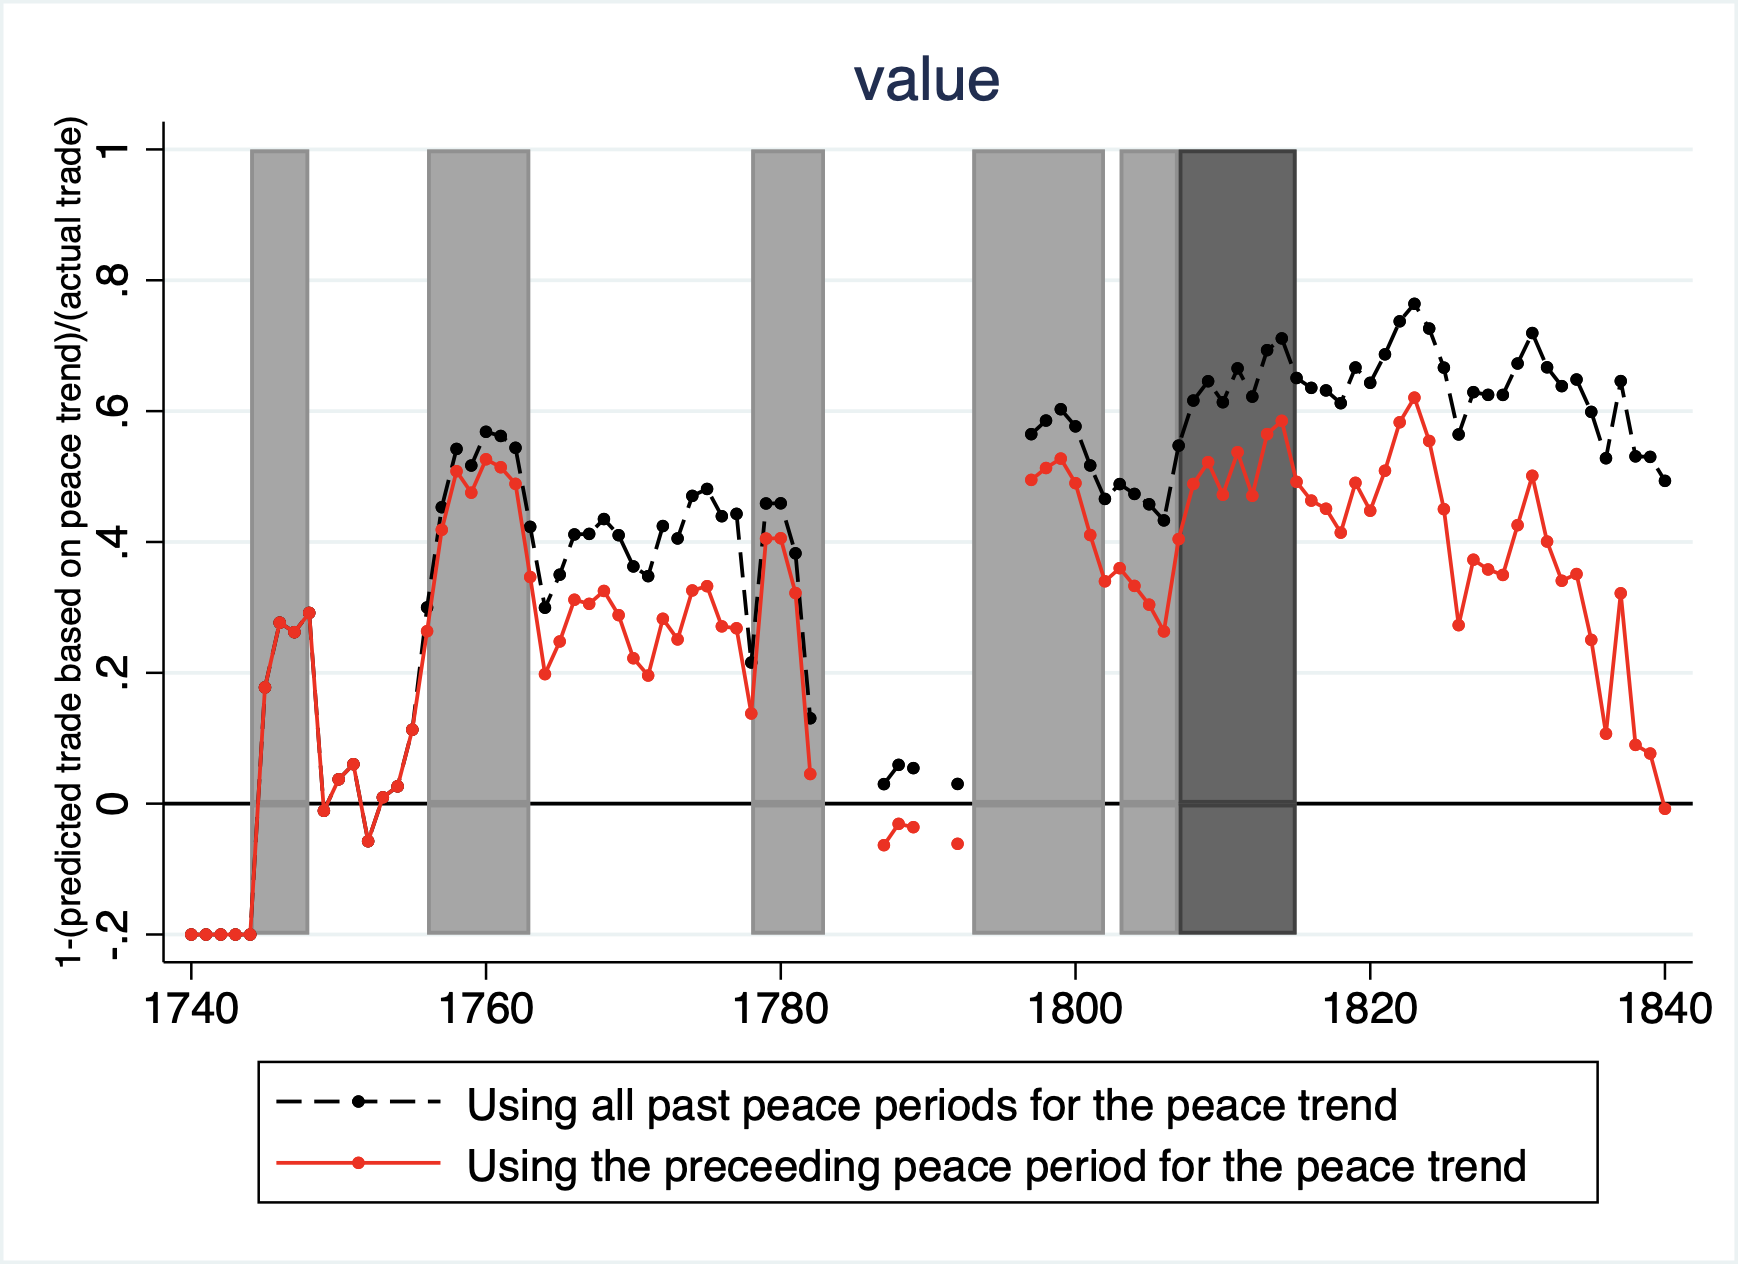 value
1-(predicted trade based on peace trend)/(actual trade)
1
.8
.6
.4
.2
0
-.2
1740 1760 1780 1800 1820 1840
Using all past peace periods for the peace trend
Using the preceeding peace period for the peace trend